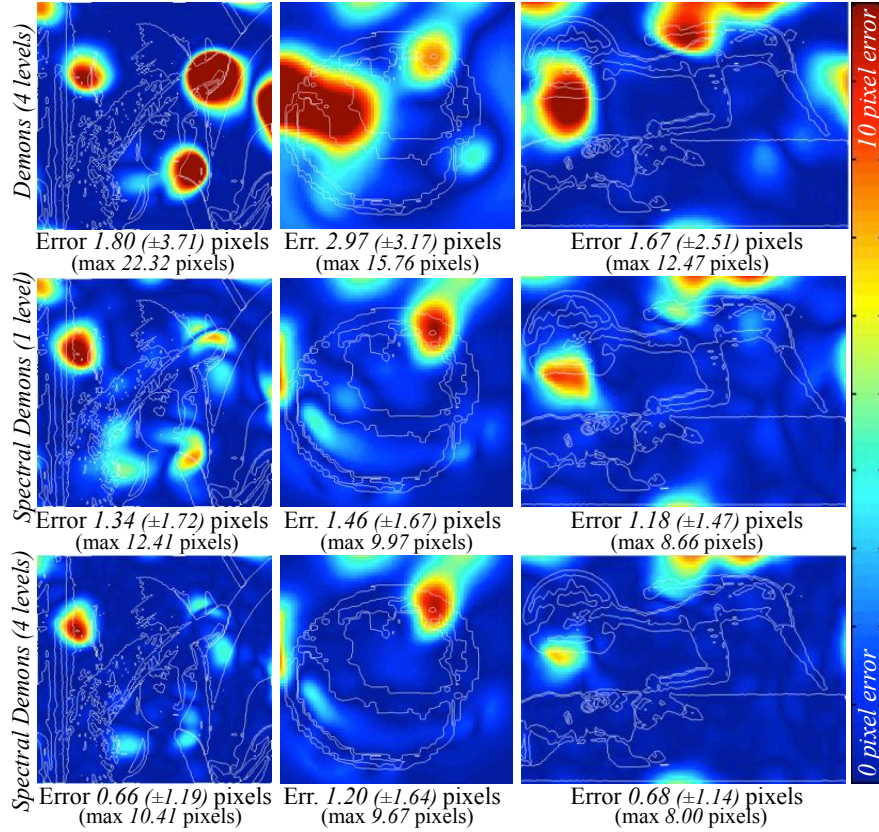 Demons (4 levels)
10 pixel error
Error 1.80 (±3.71) pixels
(max 22.32 pixels)
Err. 2.97 (±3.17) pixels
(max 15.76 pixels)
Error 1.67 (±2.51) pixels
(max 12.47 pixels)
Spectral Demons (1 level)
Error 1.34 (±1.72) pixels
(max 12.41 pixels)
Err. 1.46 (±1.67) pixels
(max 9.97 pixels)
Error 1.18 (±1.47) pixels
(max 8.66 pixels)
Spectral Demons (4 levels)
0 pixel error
Error 0.66 (±1.19) pixels
(max 10.41 pixels)
Err. 1.20 (±1.64) pixels
(max 9.67 pixels)
Error 0.68 (±1.14) pixels
(max 8.00 pixels)